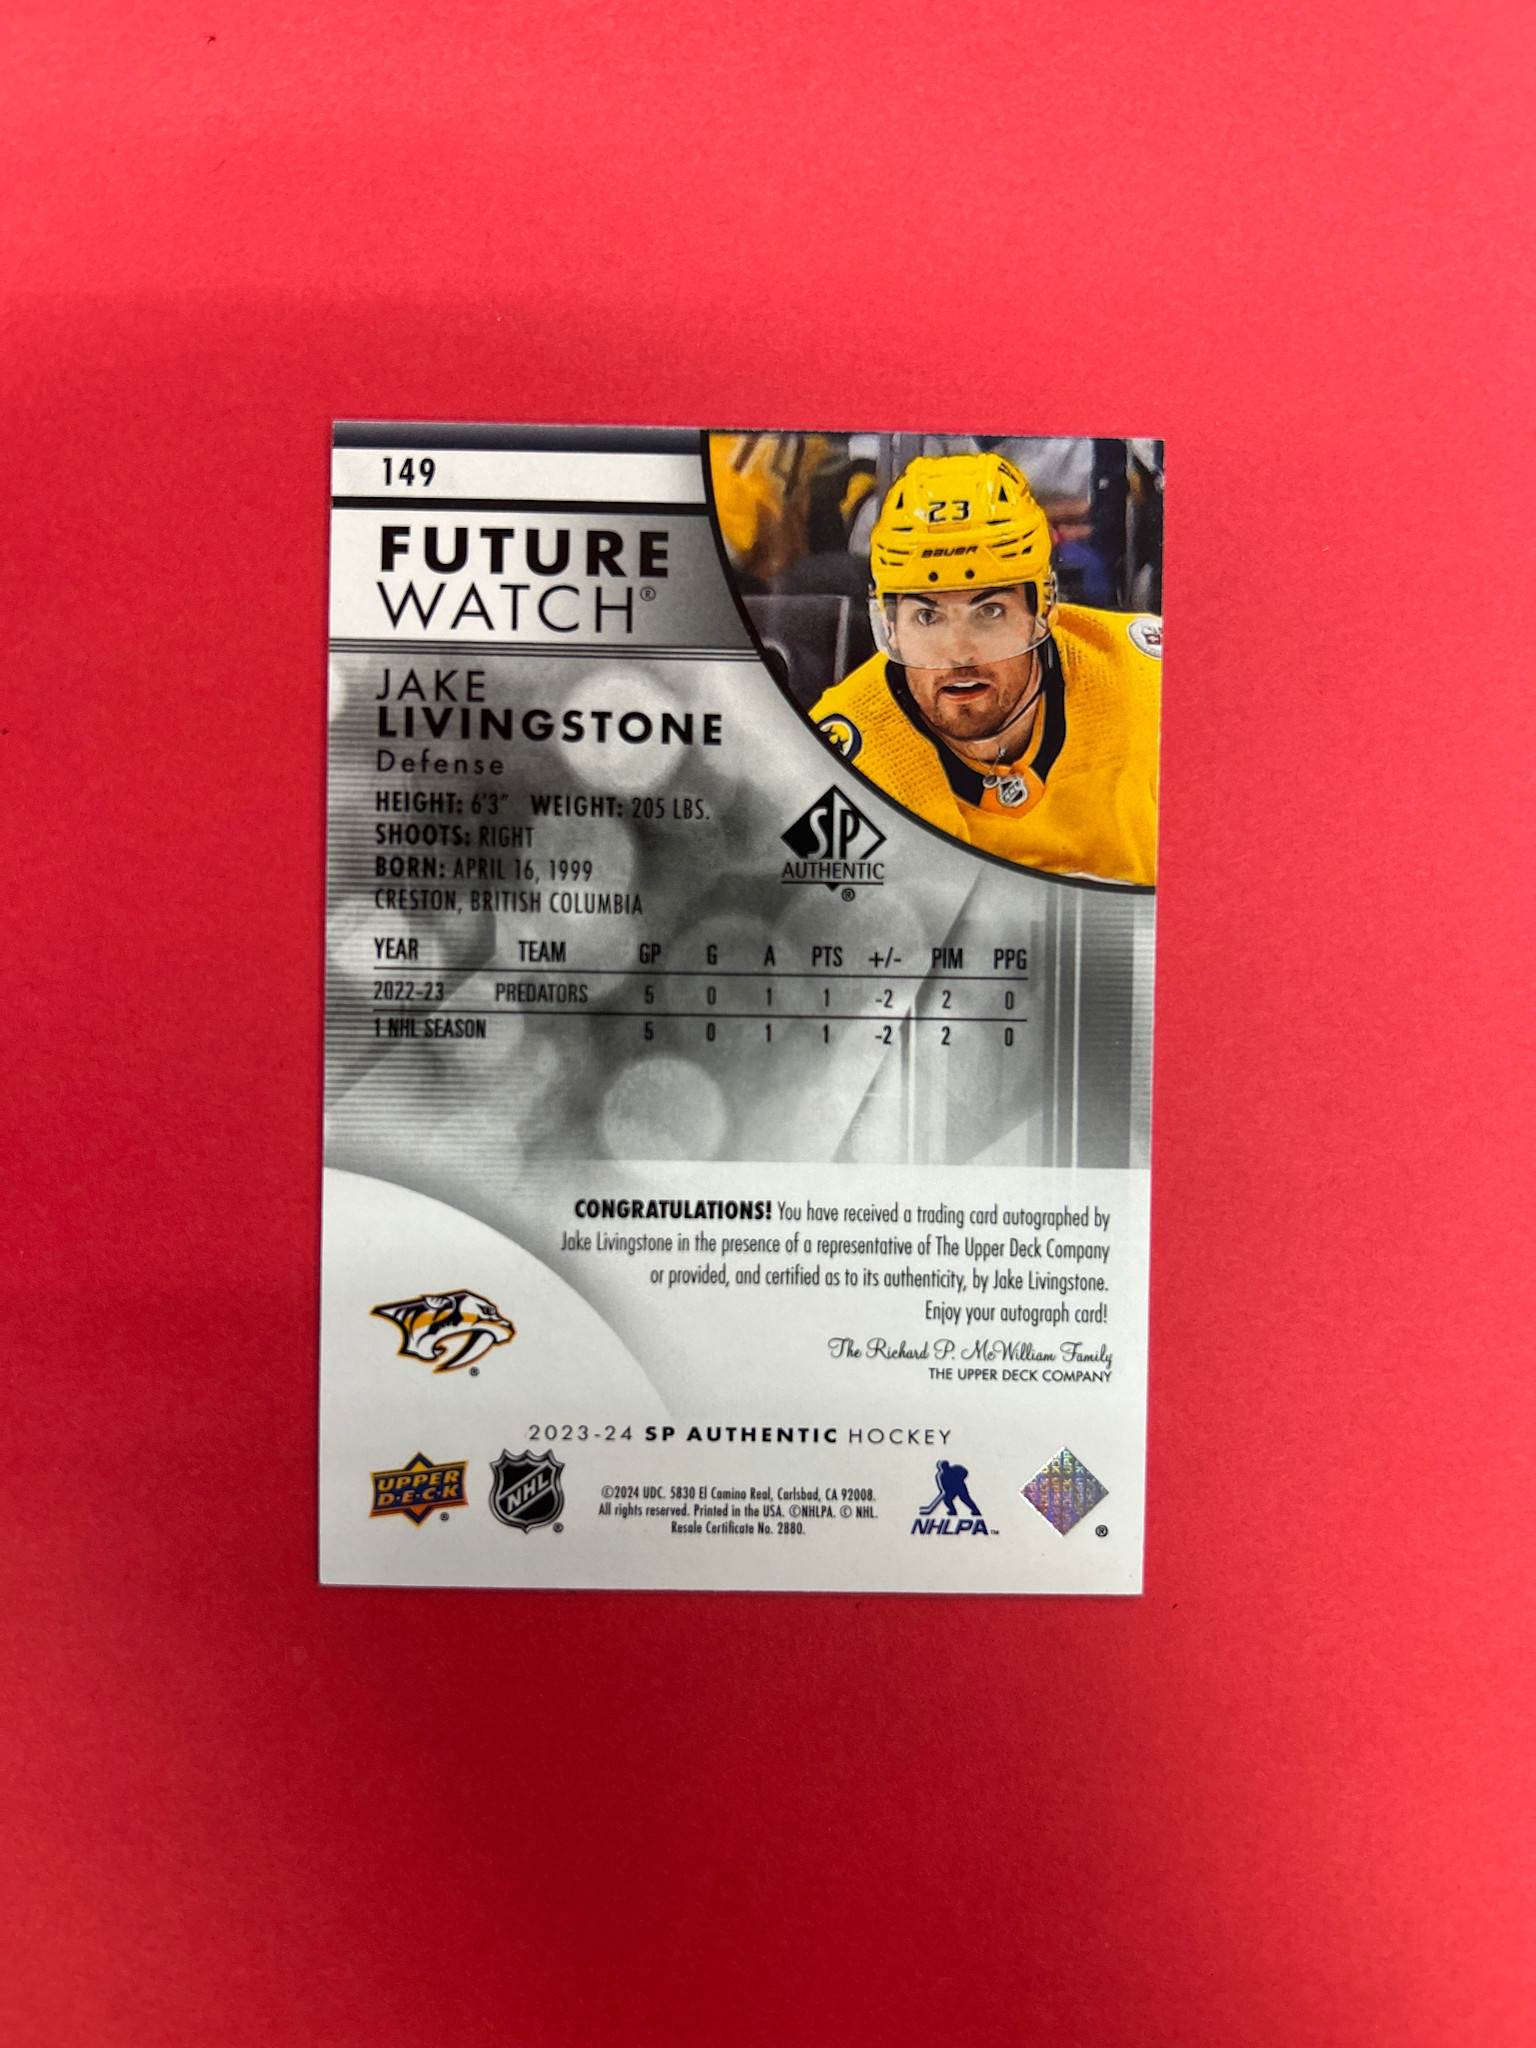 149
FUTURE
WATCH®
23
BAUER
JAKE
LIVINGSTONE
Defense
HEIGHT: 6'3" WEIGHT: 205 LBS.
SHOOTS: RIGHT
BORN: APRIL 16, 1999
CRESTON, BRITISH COLUMBIA
SP
AUTHENTIC
®
YEAR TEAM GP G A PTS +/- PIM PPG
2022-23 PREDATORS 5 0 1 1 -2 2 0
1 NHL SEASON 5 0 1 1 -2 2 0
CONGRATULATIONS! You have received a trading card autographed by
Jake Livingstone in the presence of a representative of The Upper Deck Company
or provided, and certified as to its authenticity, by Jake Livingstone.
Enjoy your autograph card!
The Richard P. McWilliam Family
THE UPPER DECK COMPANY
®
2023-24 SP AUTHENTIC HOCKEY
UPPER
D·E·C·K
®
NHL
®
©2024 UDC. 5830 El Camino Real, Carlsbad, CA 92008.
All rights reserved. Printed in the USA. ©NHLPA. © NHL.
Resale Certificate No. 2880.
NHLPA™
®